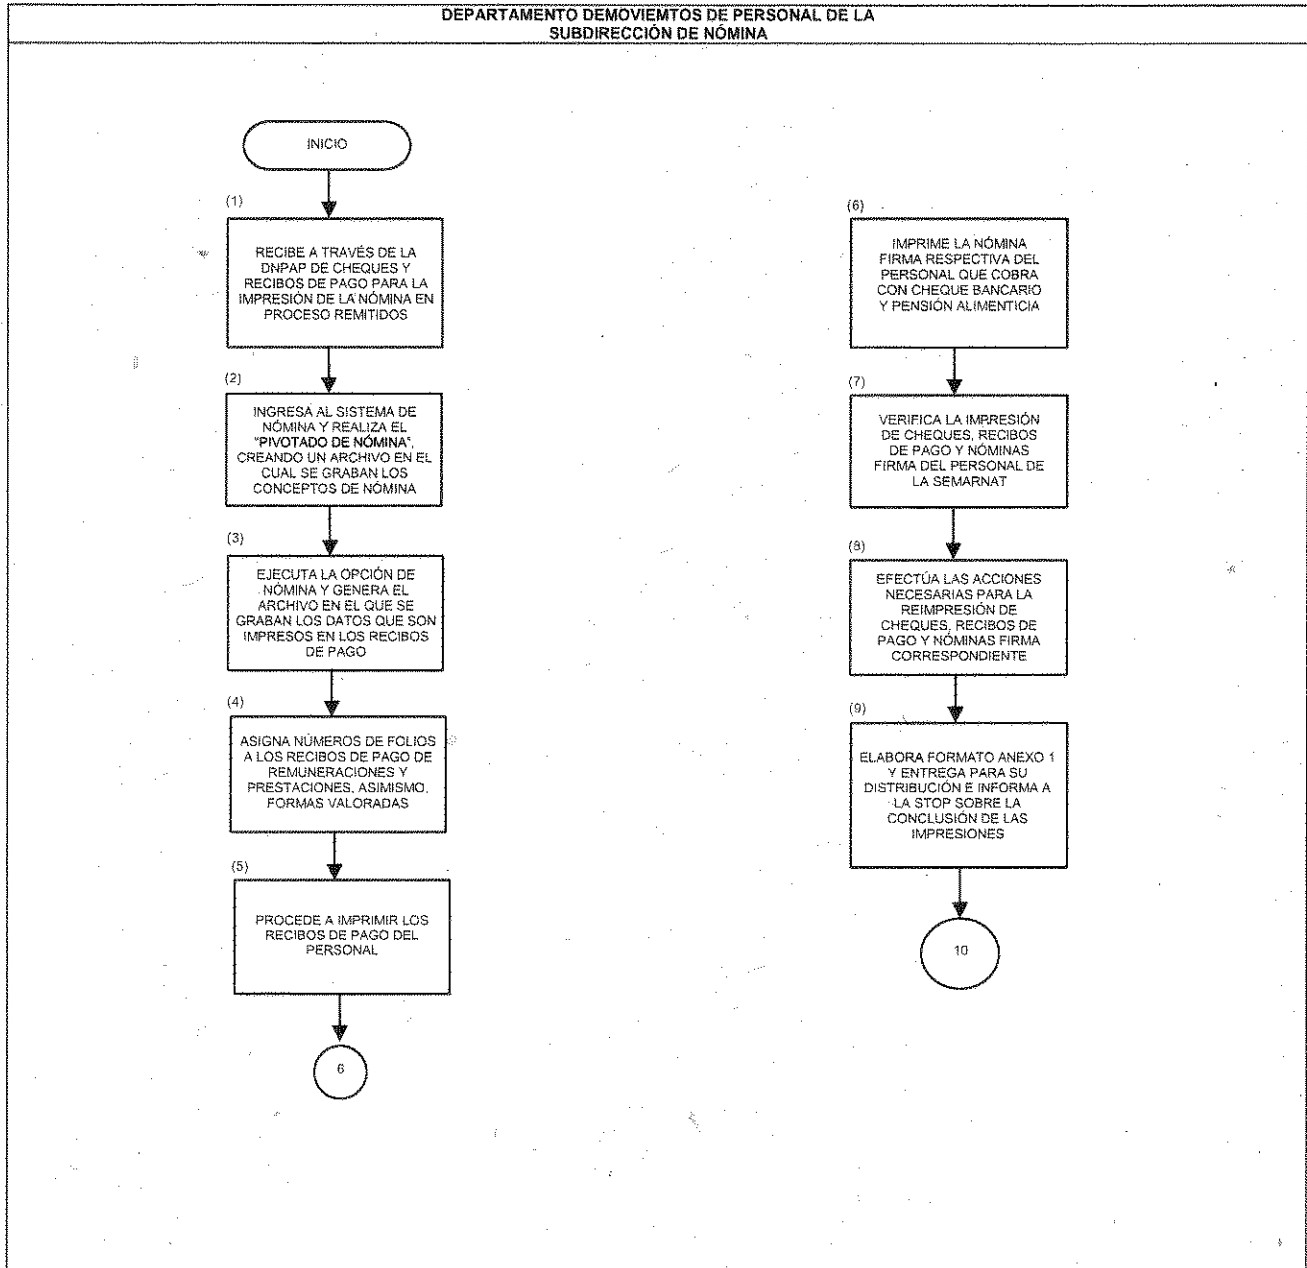 DEPARTAMENTO DEMOVIEMTOS DE PERSONAL DE LA
SUBDIRECCIÓN DE NÓMINA
INICIO
(1)
RECIBE A TRAVÉS DE LA
DNPAP DE CHEQUES Y
RECIBOS DE PAGO PARA LA
IMPRESIÓN DE LA NÓMINA EN
PROCESO REMITIDOS
(2)
INGRESA AL SISTEMA DE
NÓMINA Y REALIZA EL
"PIVOTADO DE NÓMINA",
CREANDO UN ARCHIVO EN EL
CUAL SE GRABAN LOS
CONCEPTOS DE NÓMINA
(3)
EJECUTA LA OPCIÓN DE
NÓMINA Y GENERA EL
ARCHIVO EN EL QUE SE
GRABAN LOS DATOS QUE SON
IMPRESOS EN LOS RECIBOS
DE PAGO
(4)
ASIGNA NÚMEROS DE FOLIOS
A LOS RECIBOS DE PAGO DE
REMUNERACIONES Y
PRESTACIONES, ASIMISMO,
FORMAS VALORADAS
(5)
PROCEDE A IMPRIMIR LOS
RECIBOS DE PAGO DEL
PERSONAL
6
(6)
IMPRIME LA NÓMINA
FIRMA RESPECTIVA DEL
PERSONAL QUE COBRA
CON CHEQUE BANCARIO
Y PENSIÓN ALIMENTICIA
(7)
VERIFICA LA IMPRESIÓN
DE CHEQUES, RECIBOS
DE PAGO Y NÓMINAS
FIRMA DEL PERSONAL DE
LA SEMARNAT
(8)
EFECTÚA LAS ACCIONES
NECESARIAS PARA LA
REIMPRESIÓN DE
CHEQUES, RECIBOS DE
PAGO Y NÓMINAS FIRMA
CORRESPONDIENTE
(9)
ELABORA FORMATO ANEXO 1
Y ENTREGA PARA SU
DISTRIBUCIÓN E INFORMA A
LA STOP SOBRE LA
CONCLUSIÓN DE LAS
IMPRESIONES
10